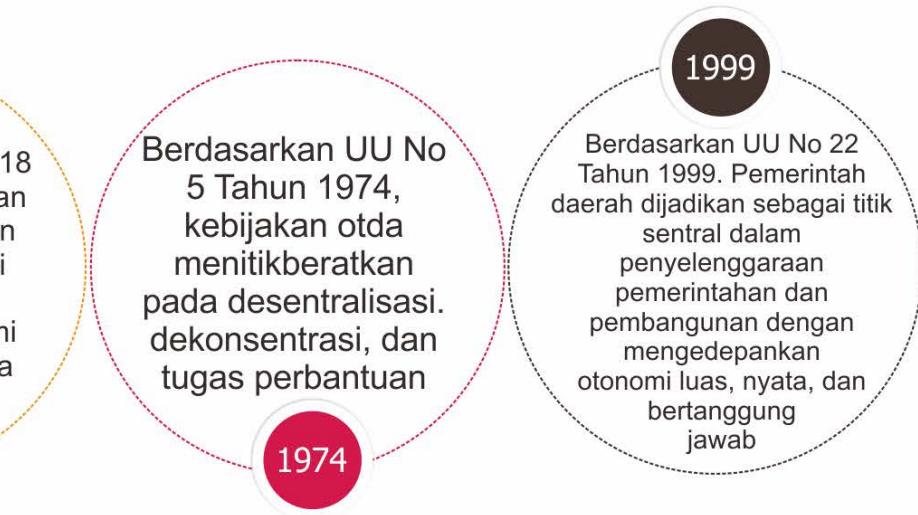 18
an
n
i
ni
a
Berdasarkan UU No
5 Tahun 1974,
kebijakan otda
menitikberatkan
pada desentralisasi.
dekonsentrasi, dan
tugas perbantuan
1974
1999
Berdasarkan UU No 22
Tahun 1999. Pemerintah
daerah dijadikan sebagai titik
sentral dalam
penyelenggaraan
pemerintahan dan
pembangunan dengan
mengedepankan
otonomi luas, nyata, dan
bertanggung
jawab